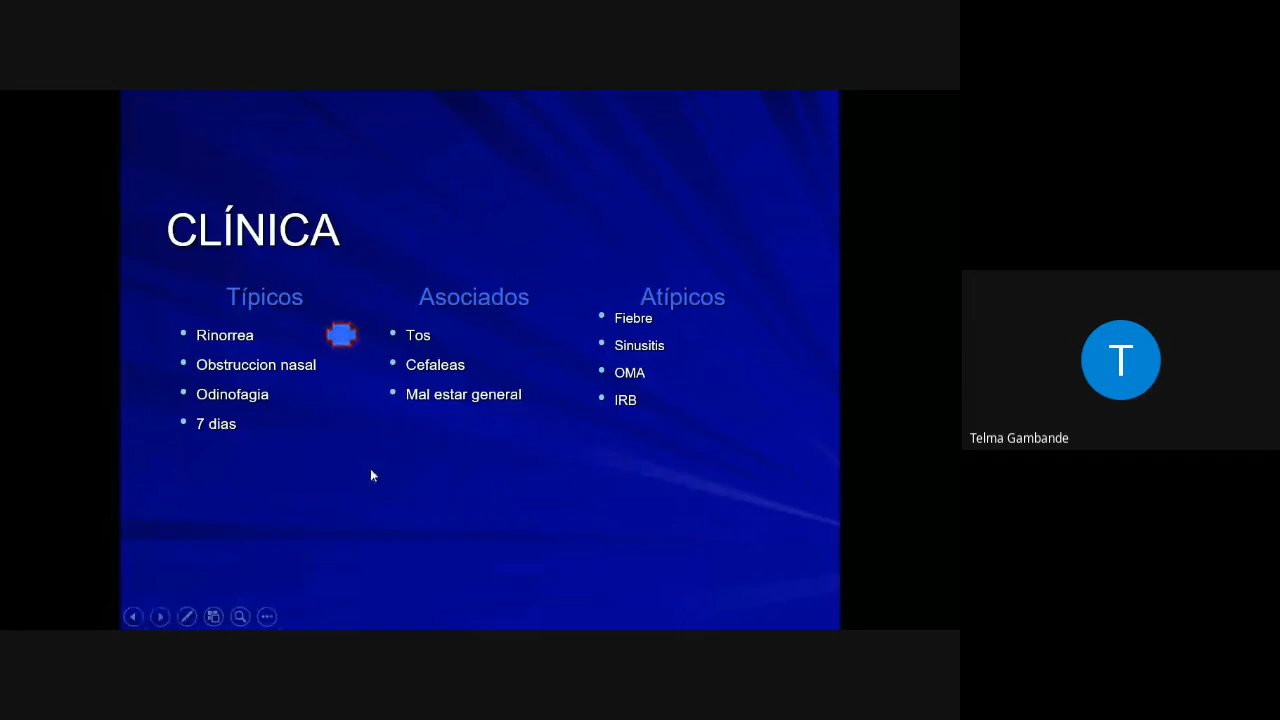 CLÍNICA
Típicos
Rinorrea
Obstruccion nasal
Odinofagia
7 dias
Asociados
Tos
Cefaleas
Mal estar general
Atípicos
Fiebre
Sinusitis
OMA
IRB
T
Telma Gambande